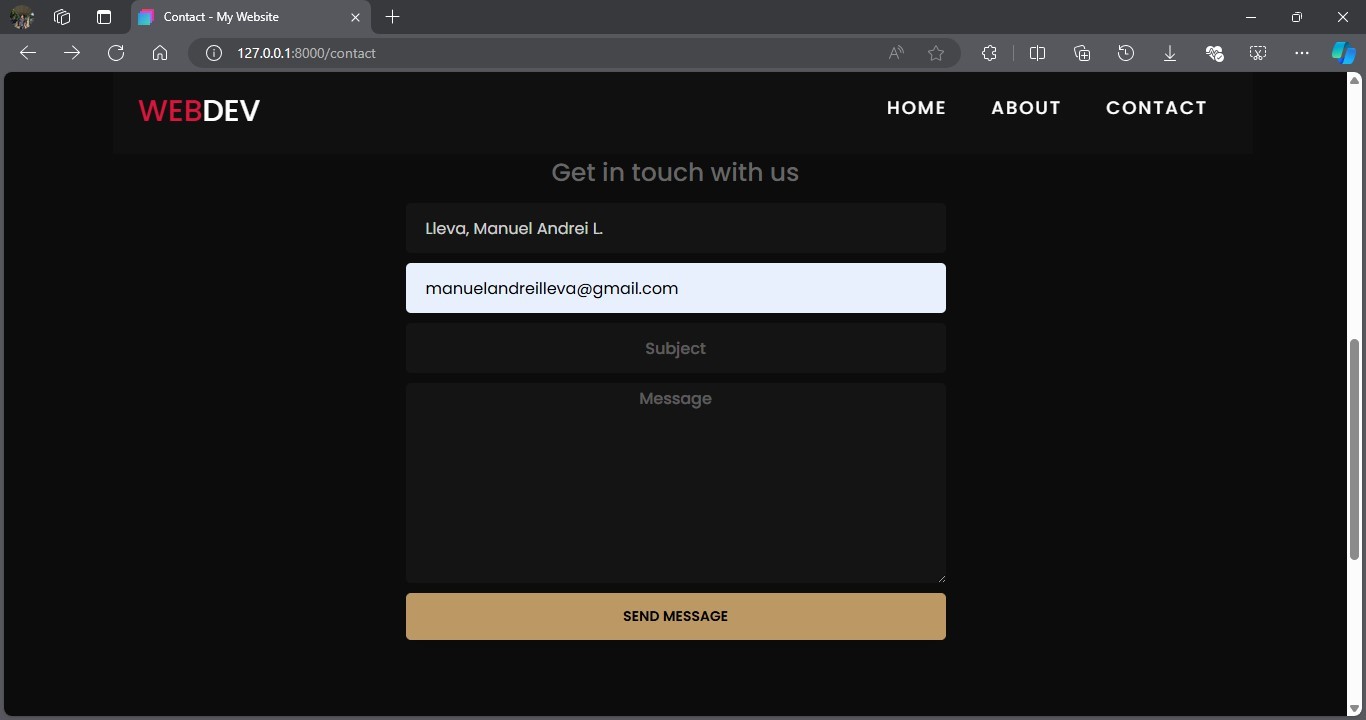 Contact - My Website
127.0.0.1:8000/contact
WEBDEV
HOME ABOUT CONTACT
Get in touch with us
Lleva, Manuel Andrei L.
manuelandreilleva@gmail.com
Subject
Message
SEND MESSAGE